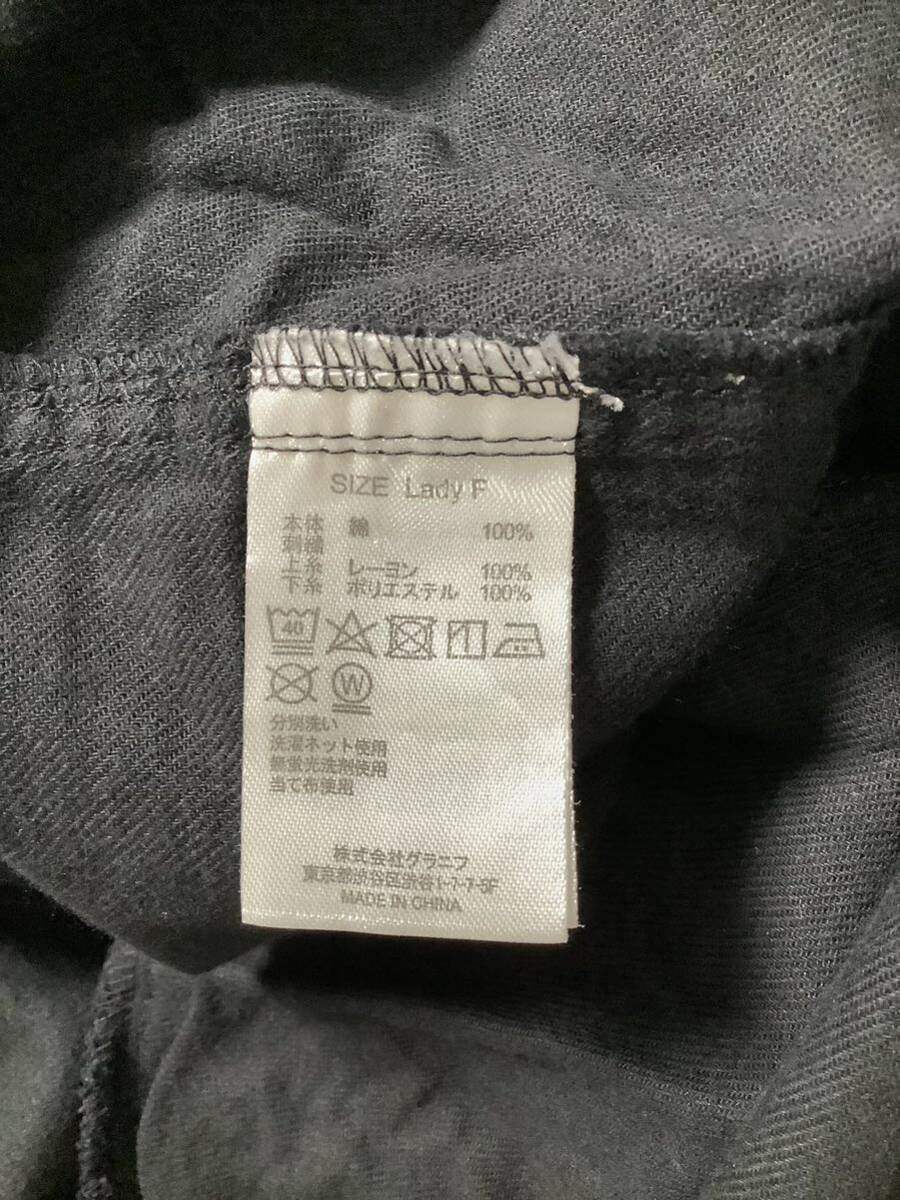 SIZE Lady F
本体 綿 100%
刺繍
上糸 レーヨン 100%
下糸 ポリエステル 100%
40
W
分別洗い
洗濯ネット使用
無蛍光洗剤使用
当て布使用
株式会社グラニフ
東京都渋谷区渋谷1-7-7-5F
MADE IN CHINA